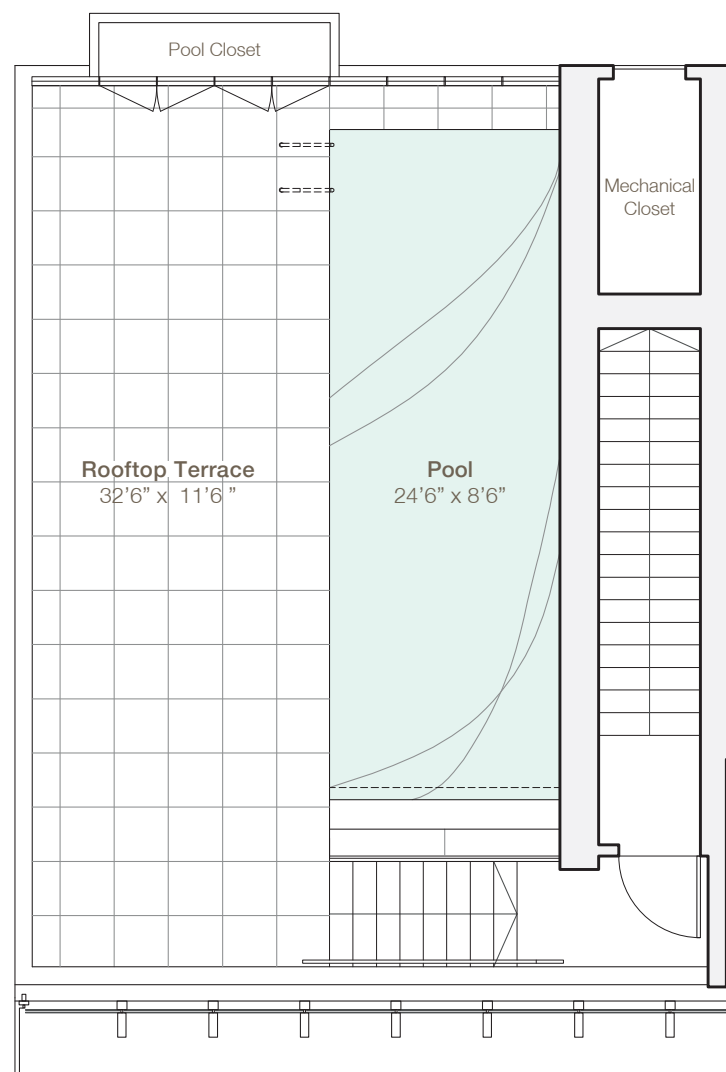 Pool Closet
Mechanical
Closet
Rooftop Terrace
32’6” x 11’6 ”
Pool
24’6” x 8’6”